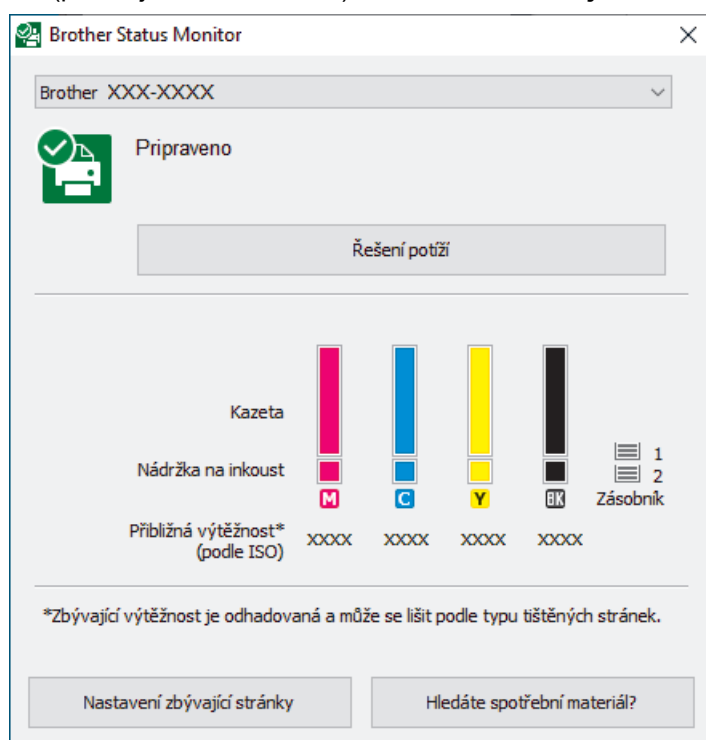 Brother Status Monitor
Brother XXX-XXXX
Pripraveno
Řešení potíží
Kazeta
Nádržka na inkoust
1
2
M C Y BK Zásobník
Přibližná výtěžnost*
(podle ISO)
XXXX XXXX XXXX XXXX
*Zbývající výtěžnost je odhadovaná a může se lišit podle typu tištěných stránek.
Nastavení zbývající stránky
Hledáte spotřební materiál?